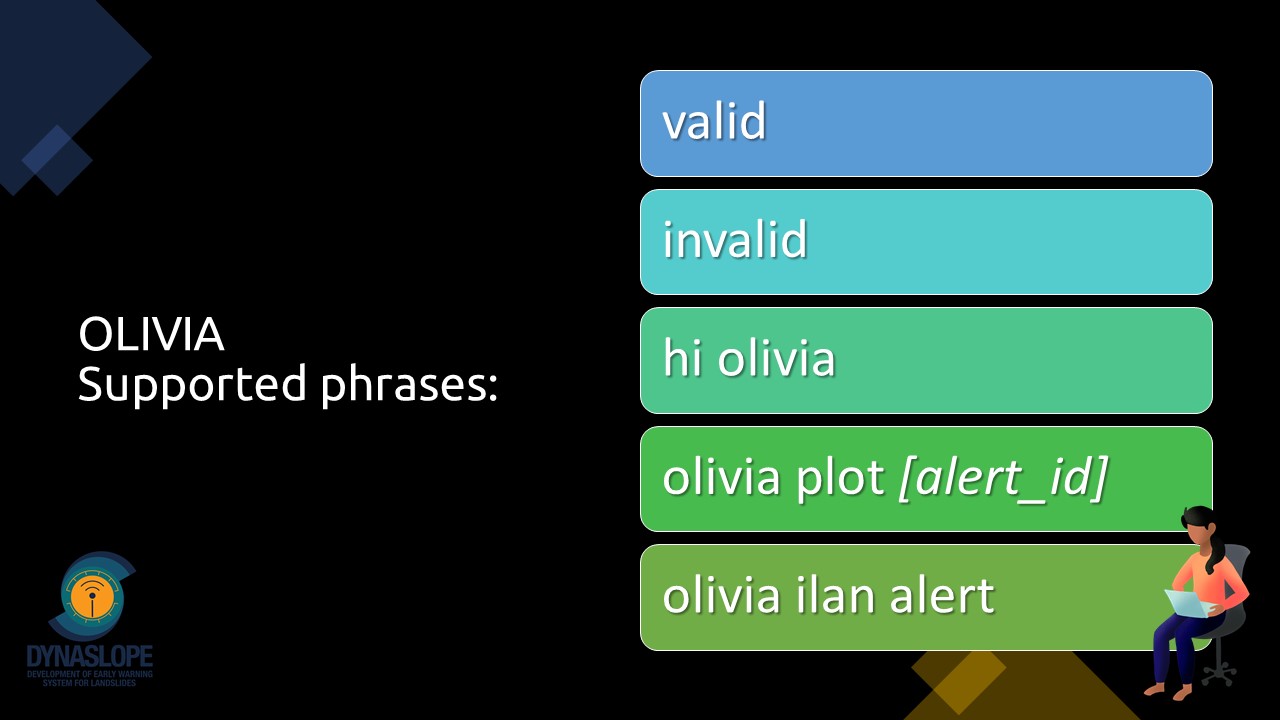 OLIVIA
Supported phrases:
valid
invalid
hi olivia
olivia plot [alert_id]
olivia ilan alert
DYNASLOPE
DEVELOPMENT OF EARLY WARNING
SYSTEM FOR LANDSLIDES